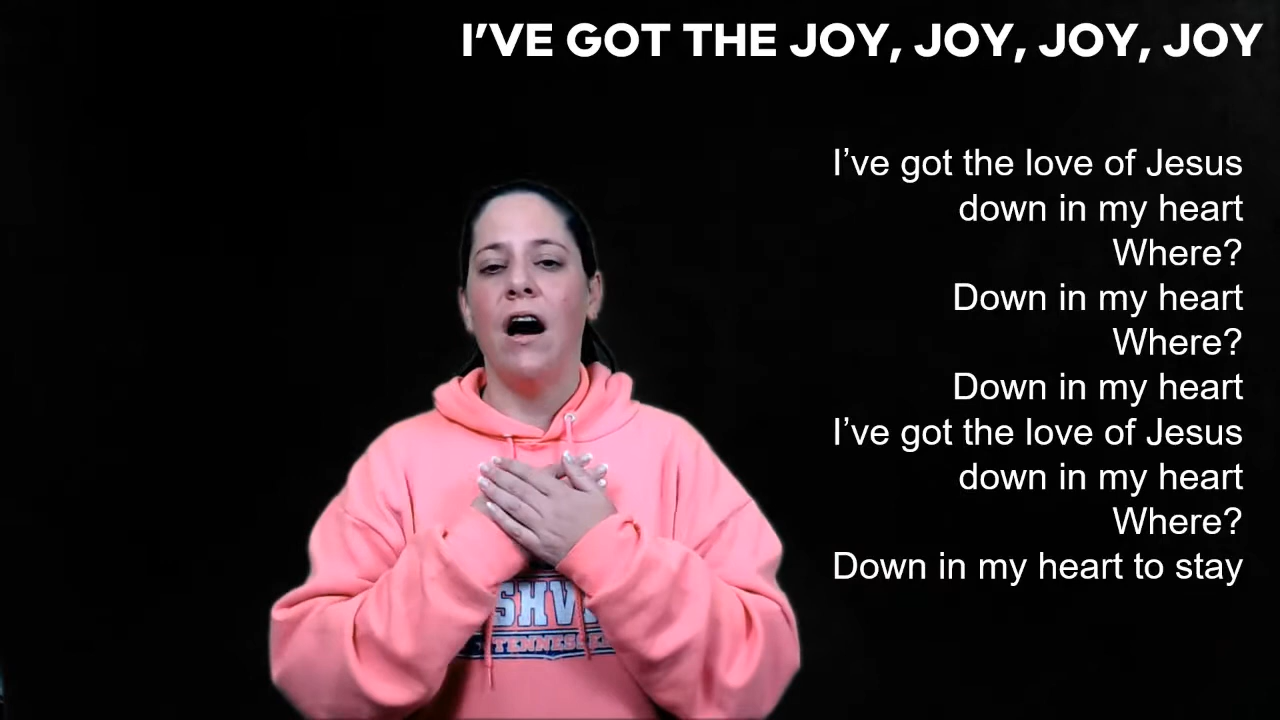 I’VE GOT THE JOY, JOY, JOY, JOY
I’ve got the love of Jesus
down in my heart
Where?
Down in my heart
Where?
Down in my heart
I’ve got the love of Jesus
down in my heart
Where?
Down in my heart to stay